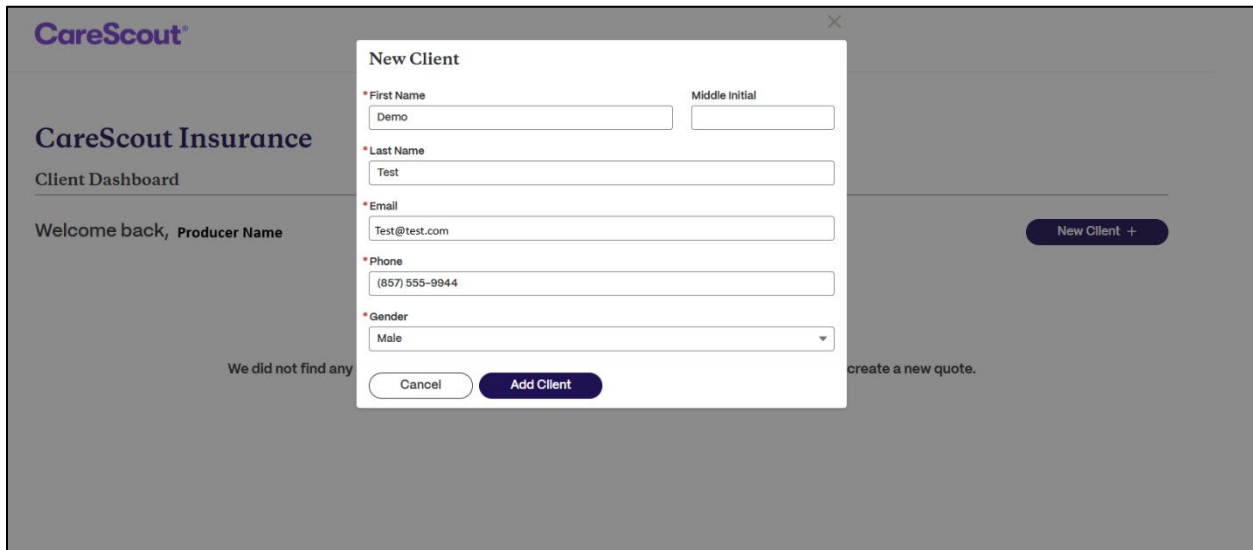 CareScout®
CareScout Insurance
Client Dashboard
Welcome back, Producer Name
New Client +
We did not find any
create a new quote.
New Client
*First Name
Middle Initial
Demo
*Last Name
Test
*Email
Test@test.com
*Phone
(857) 555-9944
*Gender
Male
Cancel
Add Client